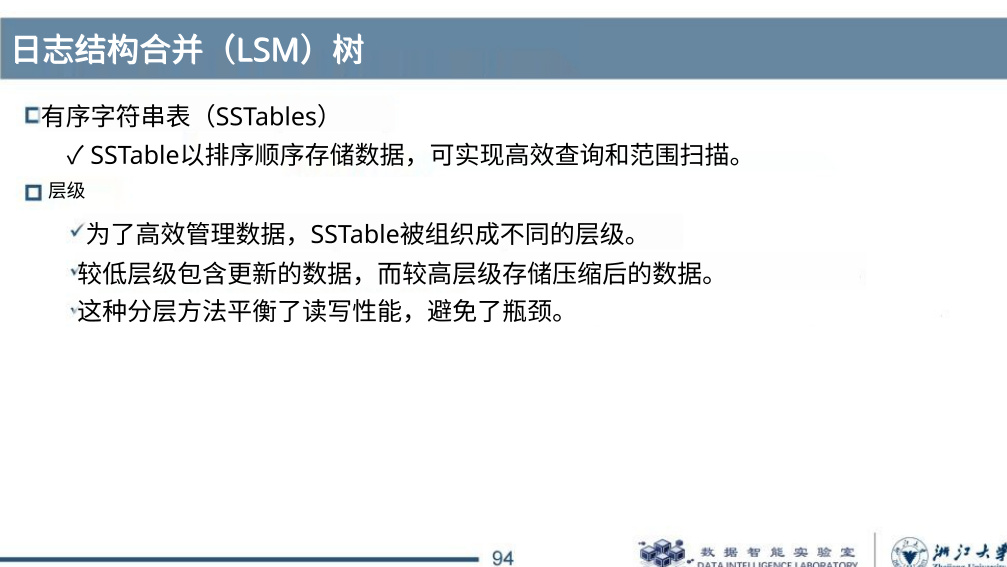 日志结构合并（LSM）树
有序字符串表（SSTables）
✓ SSTable以排序顺序存储数据，可实现高效查询和范围扫描。
层级
✓为了高效管理数据，SSTable被组织成不同的层级。
✓较低层级包含更新的数据，而较高层级存储压缩后的数据。
✓这种分层方法平衡了读写性能，避免了瓶颈。
94
数据智能实验室
DATA INTELLIGENCE LABORATORY
浙江大学
Zhejiang University